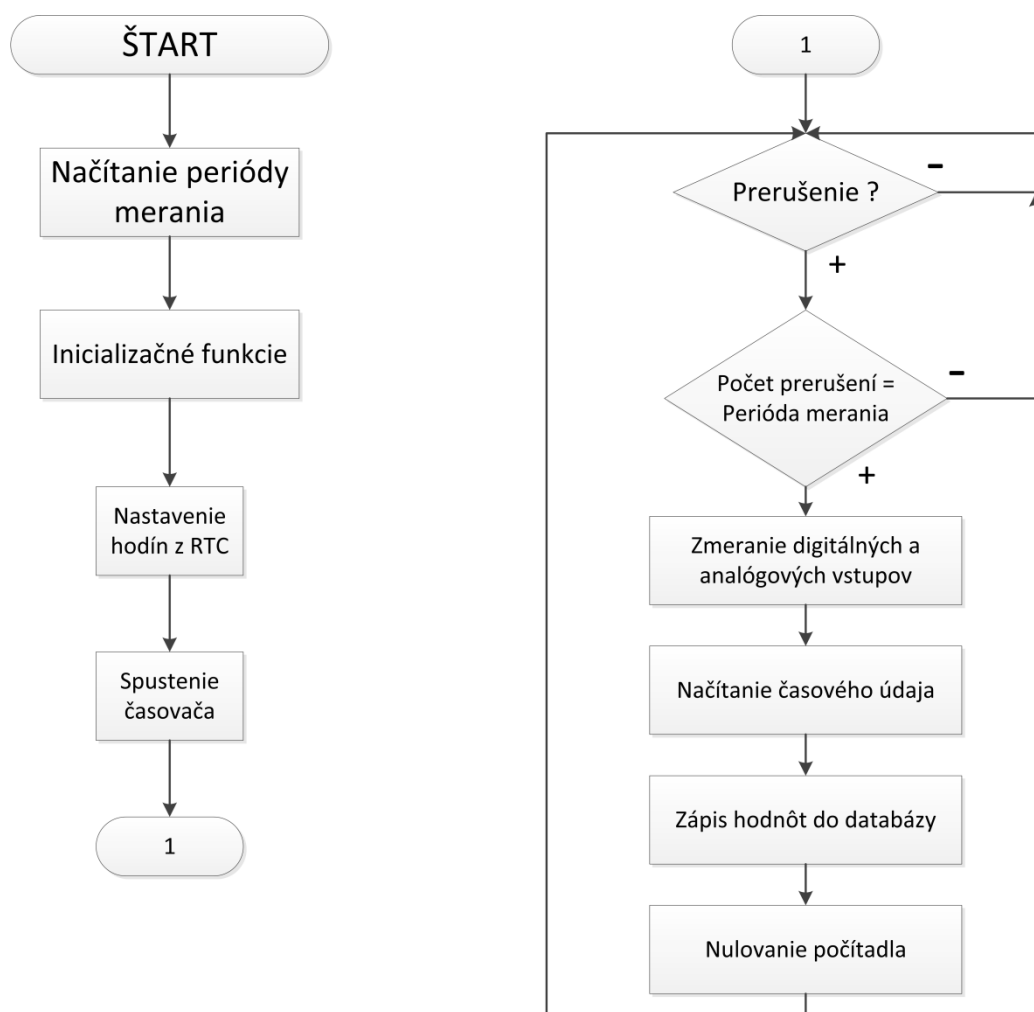 ŠTART
Načítanie periódy
merania
Inicializačné funkcie
Nastavenie
hodín z RTC
Spustenie
časovača
1
1
Prerušenie ?
–
+
Počet prerušení =
Perióda merania
–
+
Zmeranie digitálných a
analógových vstupov
Načítanie časového údaja
Zápis hodnôt do databázy
Nulovanie počítadla